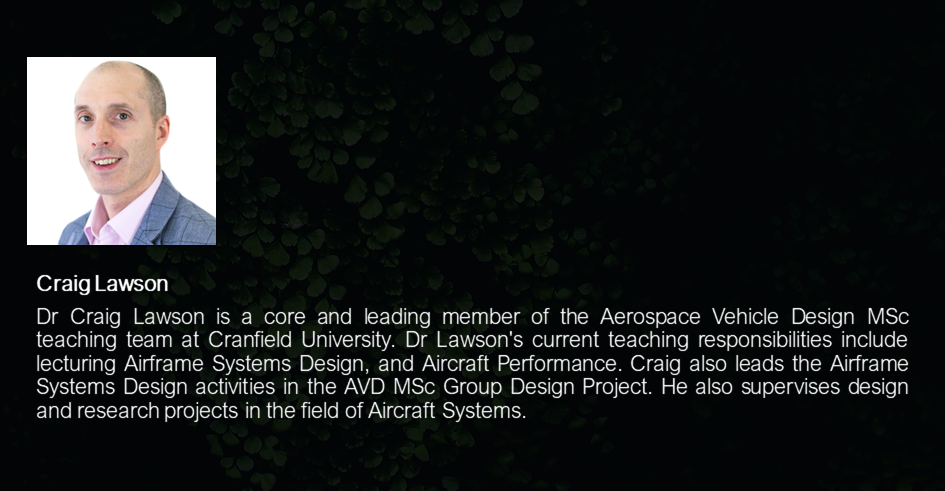 Craig Lawson
Dr Craig Lawson is a core and leading member of the Aerospace Vehicle Design MSc
teaching team at Cranfield University. Dr Lawson's current teaching responsibilities include
lecturing Airframe Systems Design, and Aircraft Performance. Craig also leads the Airframe
Systems Design activities in the AVD MSc Group Design Project. He also supervises design
and research projects in the field of Aircraft Systems.